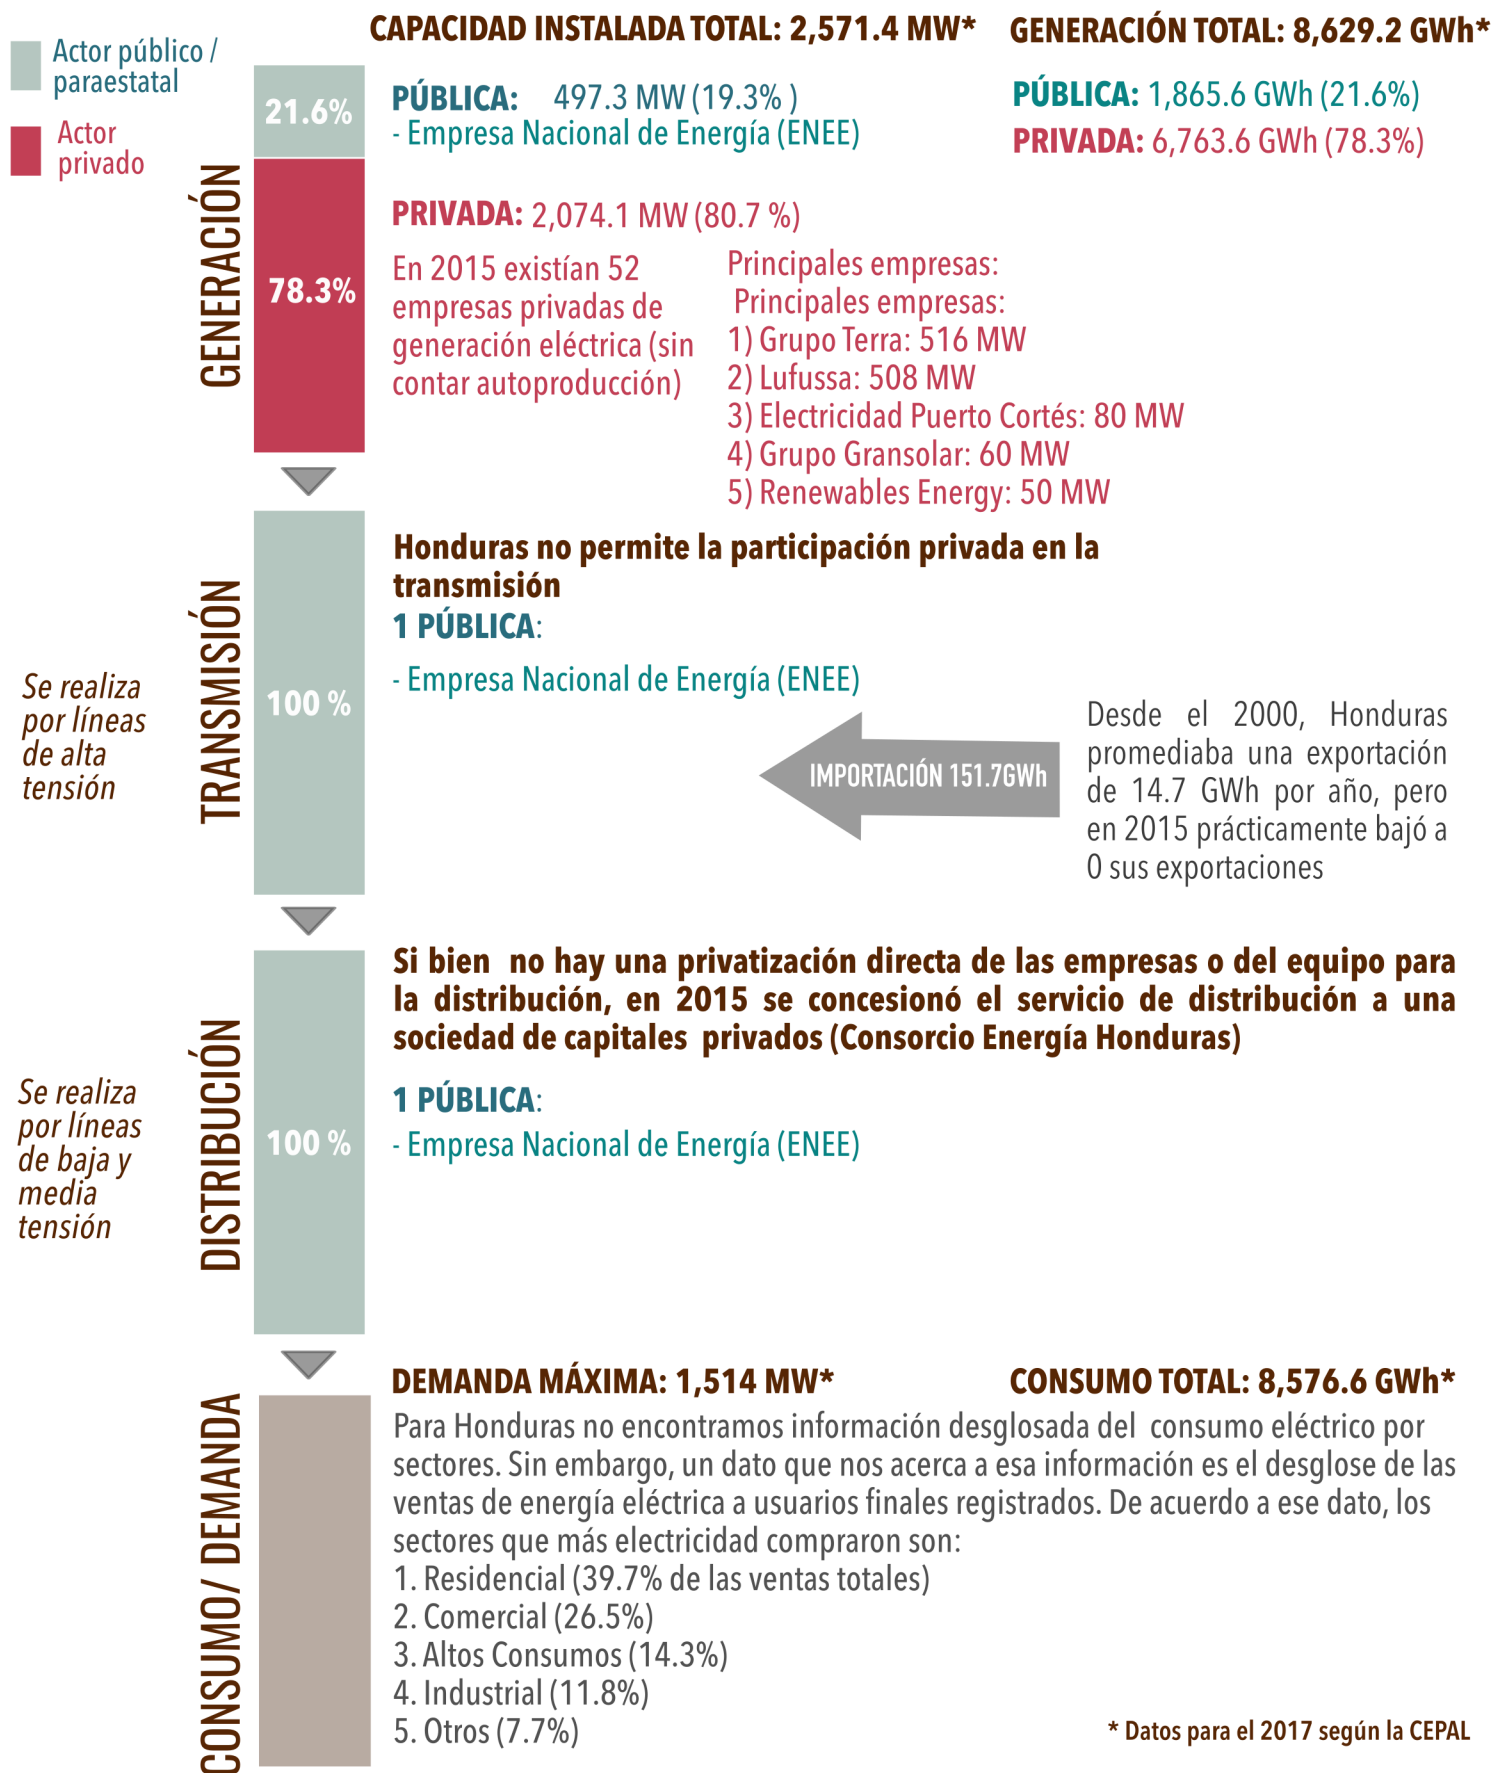 CAPACIDAD INSTALADA TOTAL: 2,571.4 MW*
GENERACIÓN TOTAL: 8,629.2 GWh*
Actor público /
paraestatal
Actor
privado
GENERACIÓN
21.6%
78.3%
PÚBLICA: 497.3 MW (19.3% )
- Empresa Nacional de Energía (ENEE)
PÚBLICA: 1,865.6 GWh (21.6%)
PRIVADA: 6,763.6 GWh (78.3%)
PRIVADA: 2,074.1 MW (80.7 %)
En 2015 existían 52
empresas privadas de
generación eléctrica (sin
contar autoproducción)
Principales empresas:
Principales empresas:
1) Grupo Terra: 516 MW
2) Lufussa: 508 MW
3) Electricidad Puerto Cortés: 80 MW
4) Grupo Gransolar: 60 MW
5) Renewables Energy: 50 MW
TRANSMISIÓN
Se realiza
por líneas
de alta
tensión
100 %
Honduras no permite la participación privada en la
transmisión
1 PÚBLICA:
- Empresa Nacional de Energía (ENEE)
IMPORTACIÓN 151.7GWh
Desde el 2000, Honduras
promediaba una exportación
de 14.7 GWh por año, pero
en 2015 prácticamente bajó a
0 sus exportaciones
DISTRIBUCIÓN
Se realiza
por líneas
de baja y
media
tensión
100 %
Si bien no hay una privatización directa de las empresas o del equipo para
la distribución, en 2015 se concesionó el servicio de distribución a una
sociedad de capitales privados (Consorcio Energía Honduras)
1 PÚBLICA:
- Empresa Nacional de Energía (ENEE)
CONSUMO/ DEMANDA
DEMANDA MÁXIMA: 1,514 MW*
CONSUMO TOTAL: 8,576.6 GWh*
Para Honduras no encontramos información desglosada del consumo eléctrico por
sectores. Sin embargo, un dato que nos acerca a esa información es el desglose de las
ventas de energía eléctrica a usuarios finales registrados. De acuerdo a ese dato, los
sectores que más electricidad compraron son:
1. Residencial (39.7% de las ventas totales)
2. Comercial (26.5%)
3. Altos Consumos (14.3%)
4. Industrial (11.8%)
5. Otros (7.7%)
* Datos para el 2017 según la CEPAL